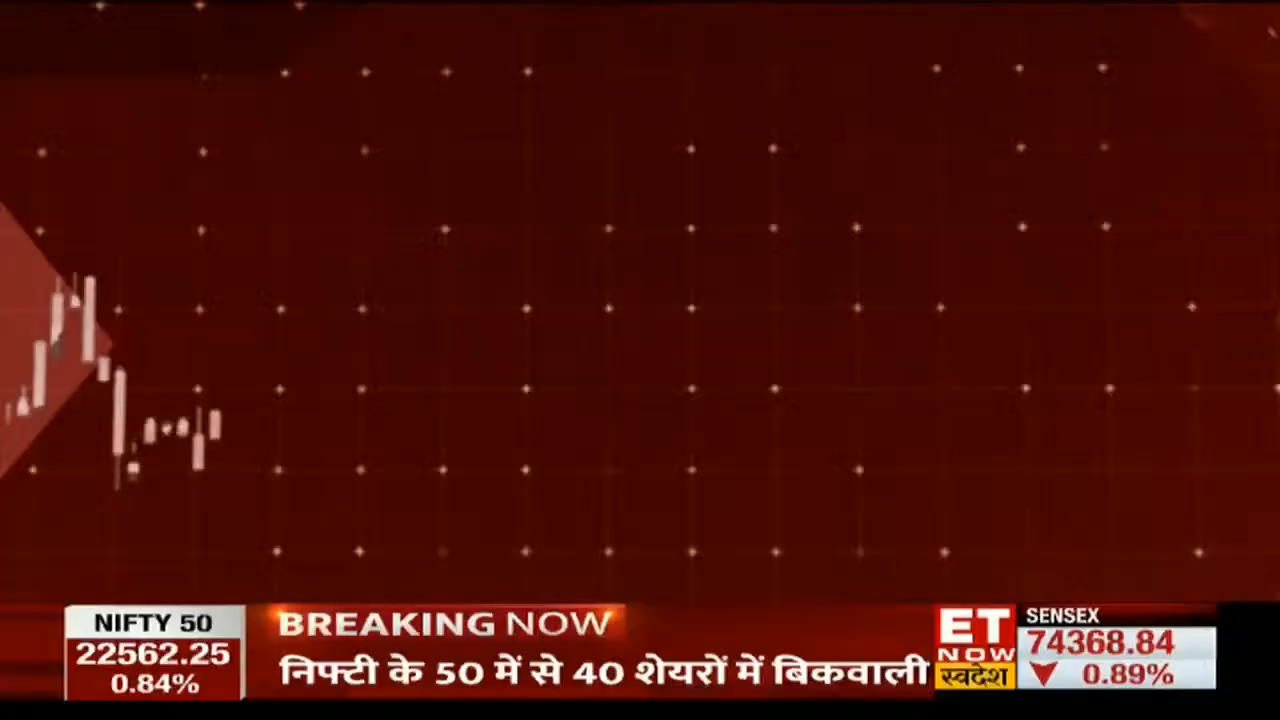 NIFTY 50
22562.25
0.84%
BREAKING NOW
निफ्टी के 50 में से 40 शेयरों में बिकवाली
ET
NOW
स्वदेश
SENSEX
74368.84
0.89%